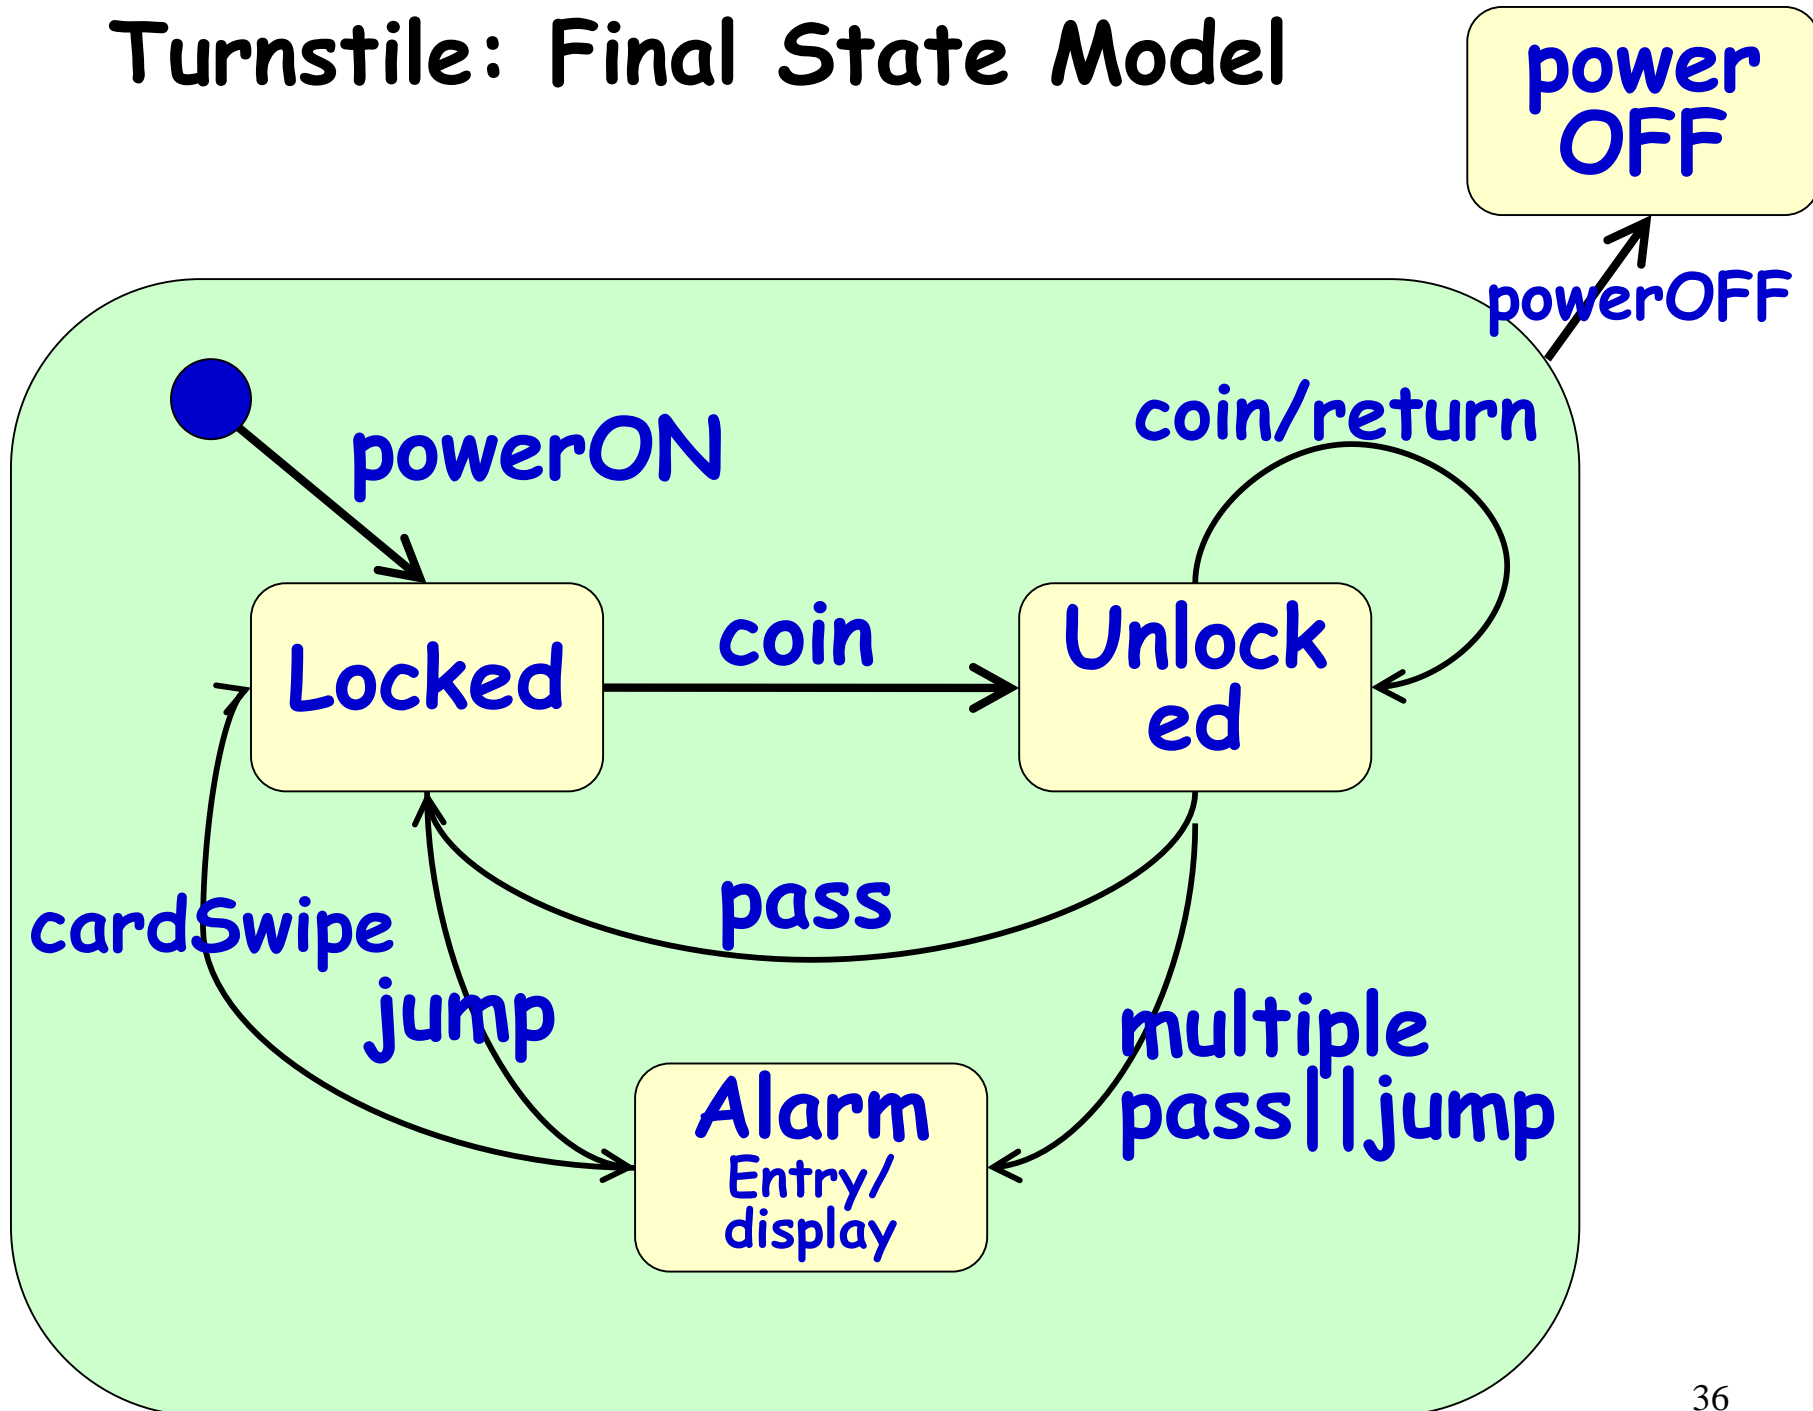 Turnstile: Final State Model
power
OFF
powerOFF
coin/return
powerON
coin
Locked
Unlock
ed
pass
cardSwipe
jump
multiple
pass||jump
Alarm
Entry/
display
36